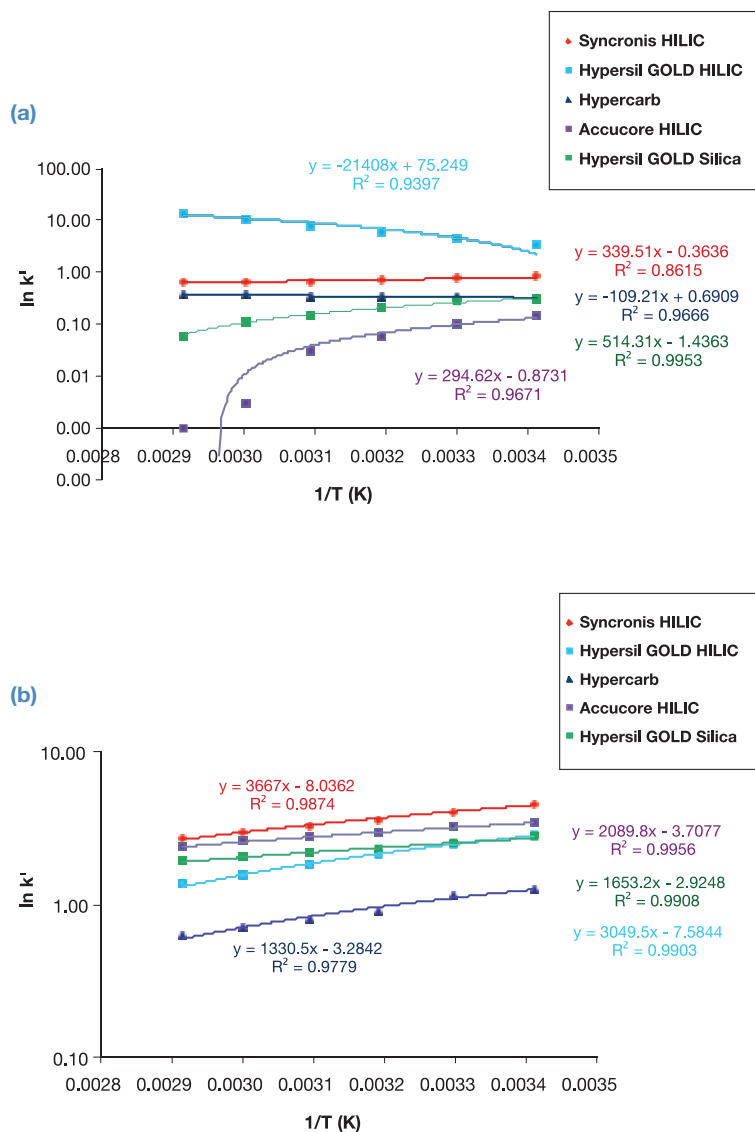 Syncronis HILIC
Hypersil GOLD HILIC
Hypercarb
Accucore HILIC
Hypersil GOLD Silica
(a)
y = -21408x + 75.249
R² = 0.9397
y = 339.51x - 0.3636
R² = 0.8615
y = -109.21x + 0.6909
R² = 0.9666
y = 514.31x - 1.4363
R² = 0.9953
y = 294.62x - 0.8731
R² = 0.9671
100.00
10.00
1.00
0.10
0.01
0.00
0.00
ln k'
0.0028 0.0029 0.0030 0.0031 0.0032 0.0033 0.0034 0.0035
1/T (K)
Syncronis HILIC
Hypersil GOLD HILIC
Hypercarb
Accucore HILIC
Hypersil GOLD Silica
(b)
y = 3667x - 8.0362
R² = 0.9874
y = 2089.8x - 3.7077
R² = 0.9956
y = 1653.2x - 2.9248
R² = 0.9908
y = 3049.5x - 7.5844
R² = 0.9903
y = 1330.5x - 3.2842
R² = 0.9779
10.00
1.00
0.10
ln k'
0.0028 0.0029 0.0030 0.0031 0.0032 0.0033 0.0034 0.0035
1/T (K)